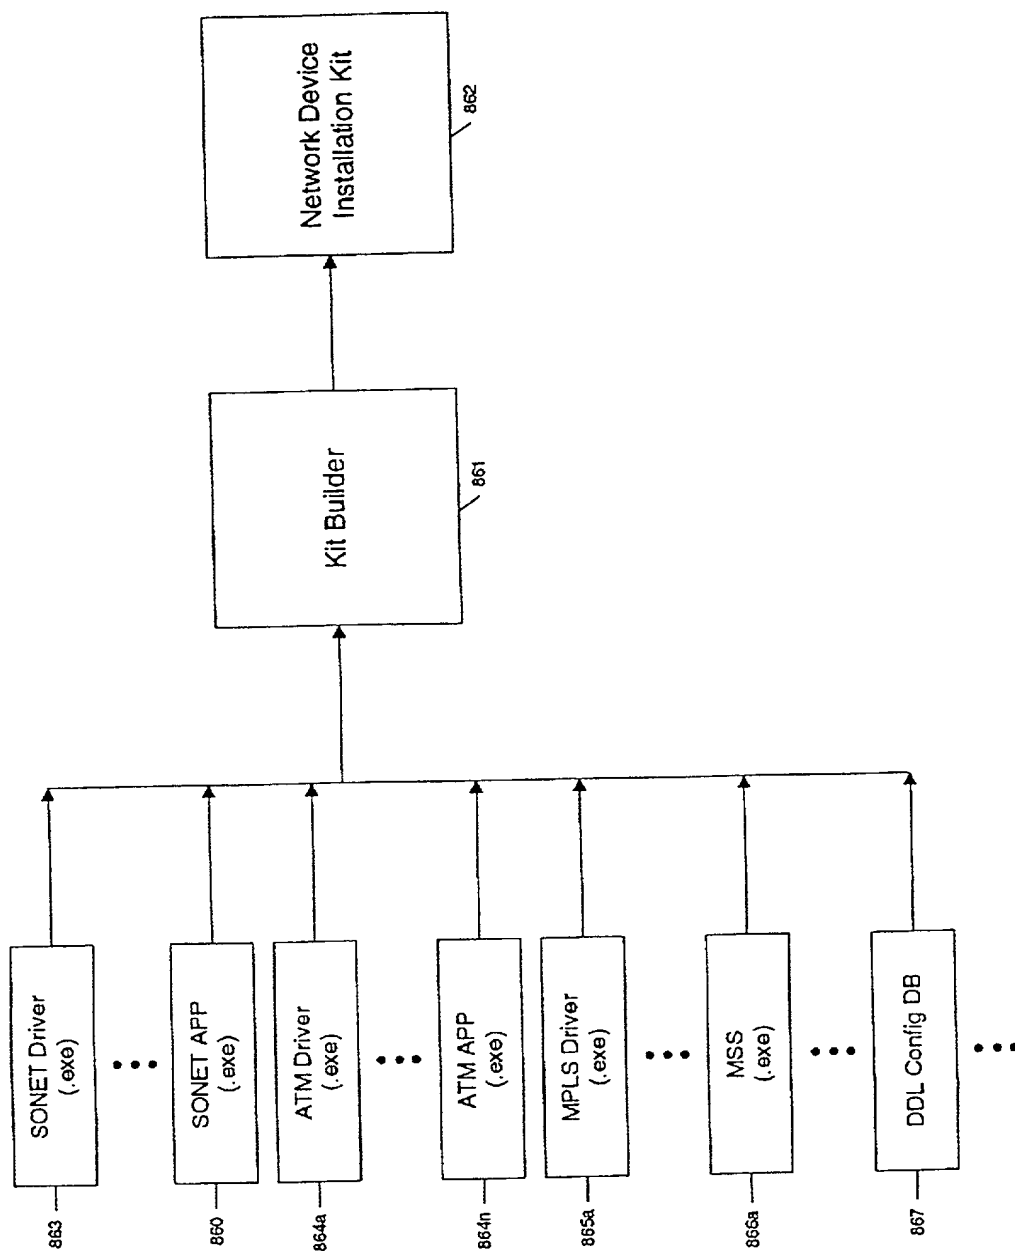 SONET Driver
(.exe)
863
SONET APP
(.exe)
860
ATM Driver
(.exe)
864a
ATM APP
(.exe)
864n
MPLS Driver
(.exe)
865a
MSS
(.exe)
866a
DDL Config DB
867
Kit Builder
861
Network Device
Installation Kit
862